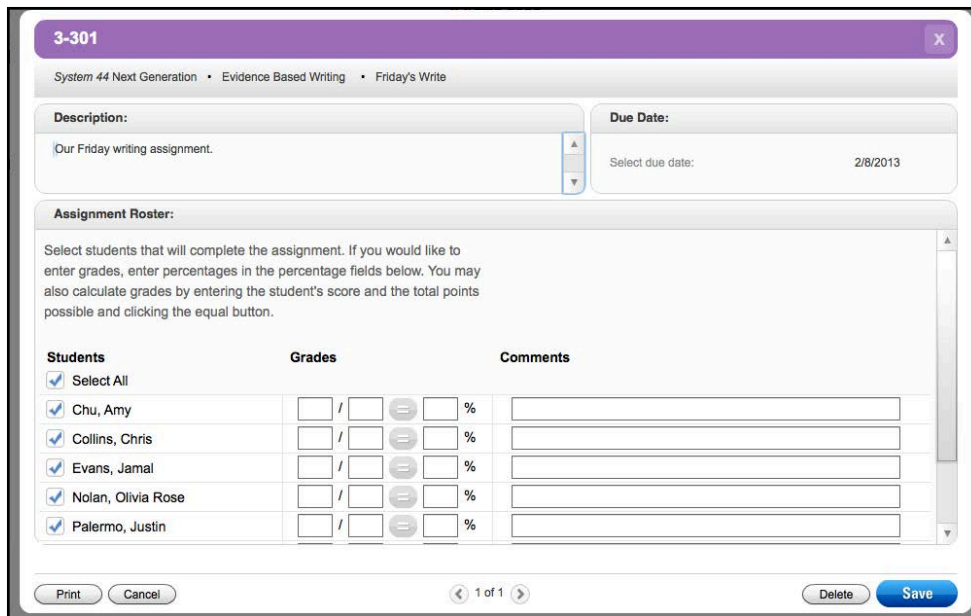 3-301
X
System 44 Next Generation • Evidence Based Writing • Friday's Write
Description:
Our Friday writing assignment.
Due Date:
Select due date: 2/8/2013
Assignment Roster:
Select students that will complete the assignment. If you would like to
enter grades, enter percentages in the percentage fields below. You may
also calculate grades by entering the student's score and the total points
possible and clicking the equal button.
Students Grades Comments
Select All
Chu, Amy / = %
Collins, Chris / = %
Evans, Jamal / = %
Nolan, Olivia Rose / = %
Palermo, Justin / = %
Print Cancel 1 of 1 Delete Save